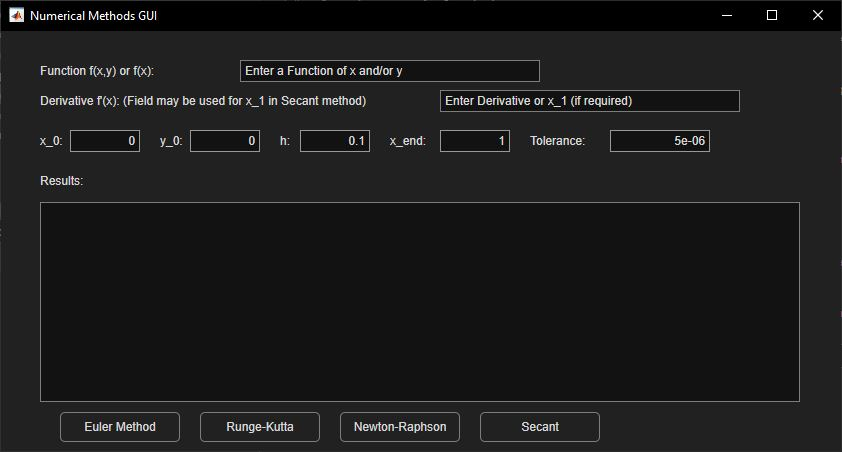 Numerical Methods GUI
Function f(x,y) or f(x): Enter a Function of x and/or y
Derivative f'(x): (Field may be used for x_1 in Secant method) Enter Derivative or x_1 (if required)
x_0: 0 y_0: 0 h: 0.1 x_end: 1 Tolerance: 5e-06
Results:
Euler Method Runge-Kutta Newton-Raphson Secant